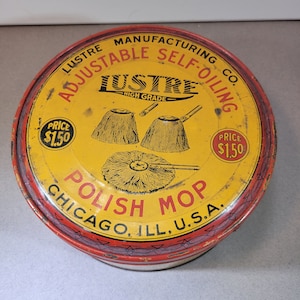 LUSTRE MANUFACTURING CO.
ADJUSTABLE SELF-OILING
LUSTRE
HIGH GRADE
PRICE
$1.50
PRICE
$1.50
POLISH MOP
CHICAGO, ILL, U.S.A.